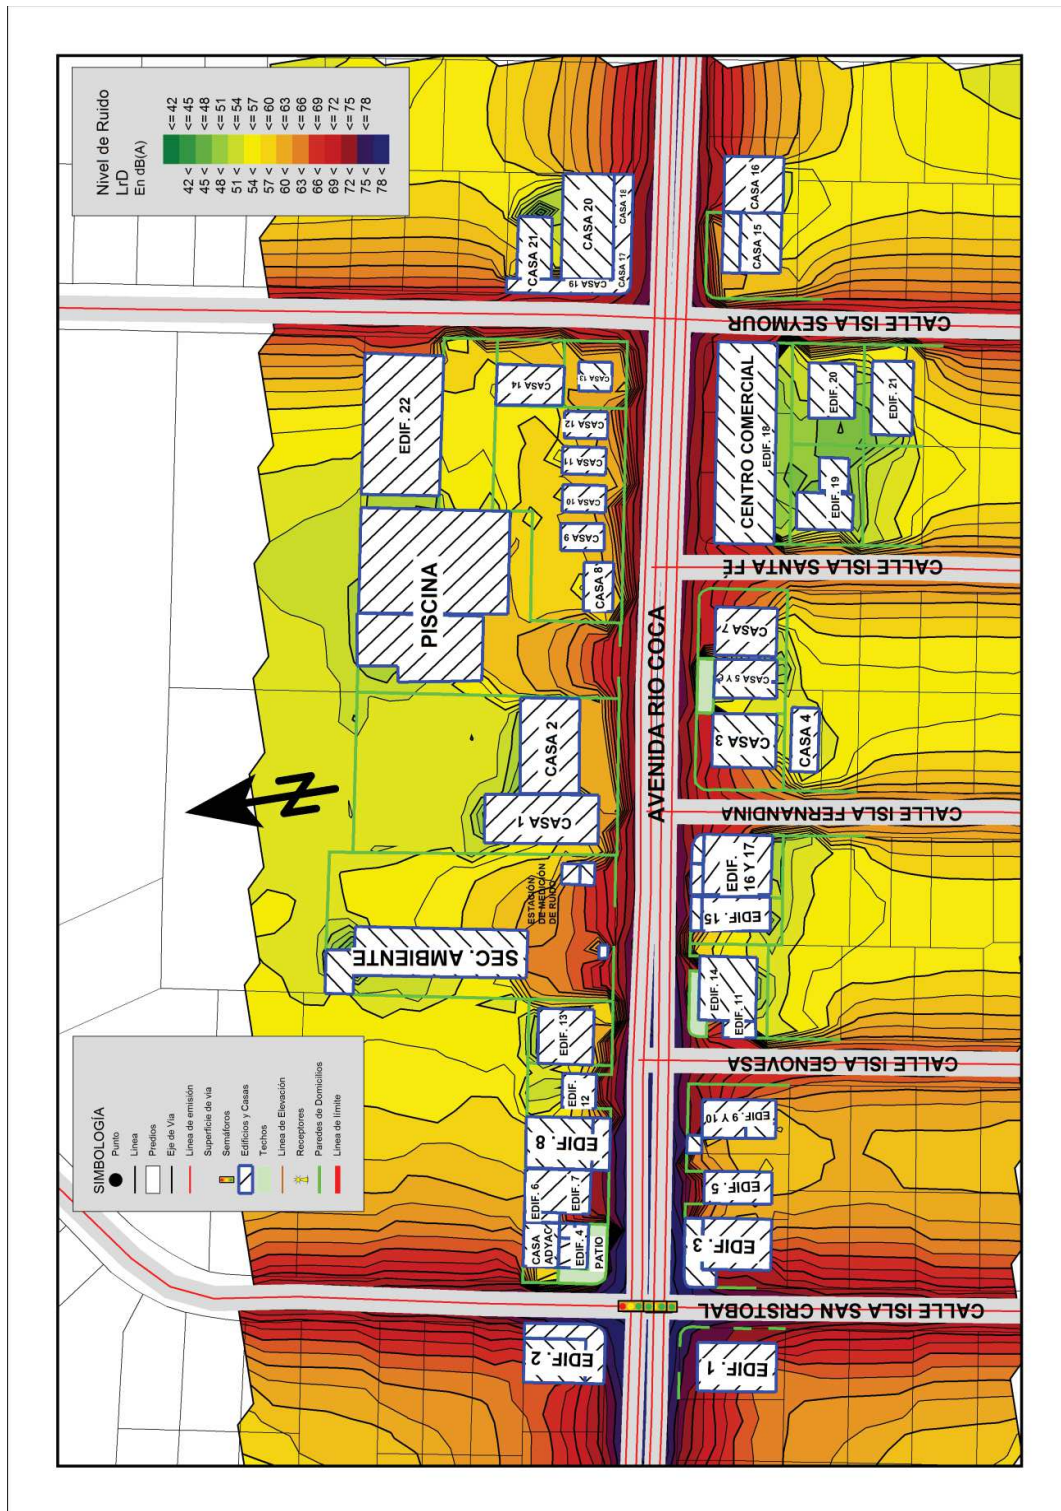 Nivel de Ruido
LrD
En dB(A)
<= 42
42 < <= 45
45 < <= 48
48 < <= 51
51 < <= 54
54 < <= 57
57 < <= 60
60 < <= 63
63 < <= 66
66 < <= 69
69 < <= 72
72 < <= 75
75 < <= 78
78 <
SIMBOLOGÍA
Punto
Línea
Predios
Eje de Via
Linea de emisión
Superficie de vía
Semáforos
Edificios y Casas
Techos
Linea de Elevación
Receptores
Paredes de Domicilios
Linea de límite
N
CASA 21
CASA 20
CASA 19
CASA 18
CASA 17
CASA 16
CASA 15
CALLE ISLA SEYMOUR
EDIF. 22
CASA 14
CASA 13
CASA 12
CASA 11
CASA 10
CASA 9
CASA 8
PISCINA
CENTRO COMERCIAL
EDIF. 18
EDIF. 20
EDIF. 21
EDIF. 19
CALLE ISLA SANTA FE
AVENIDA RIO COCA
CASA 7
CASA 5 Y 6
CASA 3
CASA 4
CASA 2
CASA 1
CALLE ISLA FERNANDINA
ESTACIÓN
DE MEDICIÓN
DE RUIDO
SEC. AMBIENTE
EDIF.
16 Y 17
EDIF. 15
EDIF. 14
EDIF. 11
CALLE ISLA GENOVESA
EDIF. 13
EDIF.
12
EDIF. 8
EDIF. 6
EDIF. 7
CASA
ADYAC
EDIF. 4
PATIO
EDIF. 9 Y 10
EDIF. 5
EDIF. 3
CALLE ISLA SAN CRISTOBAL
EDIF. 2
EDIF. 1